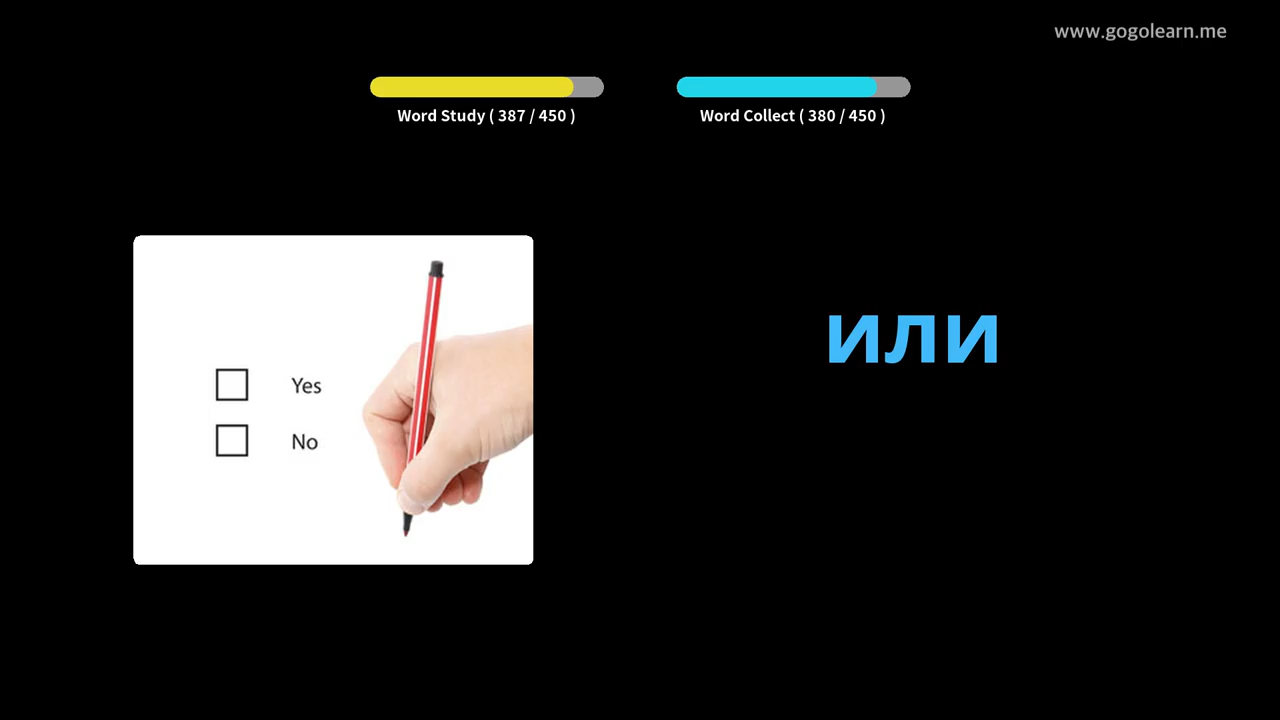 www.gogolearn.me
Word Study ( 387 / 450 )
Word Collect ( 380 / 450 )
или
Yes
No